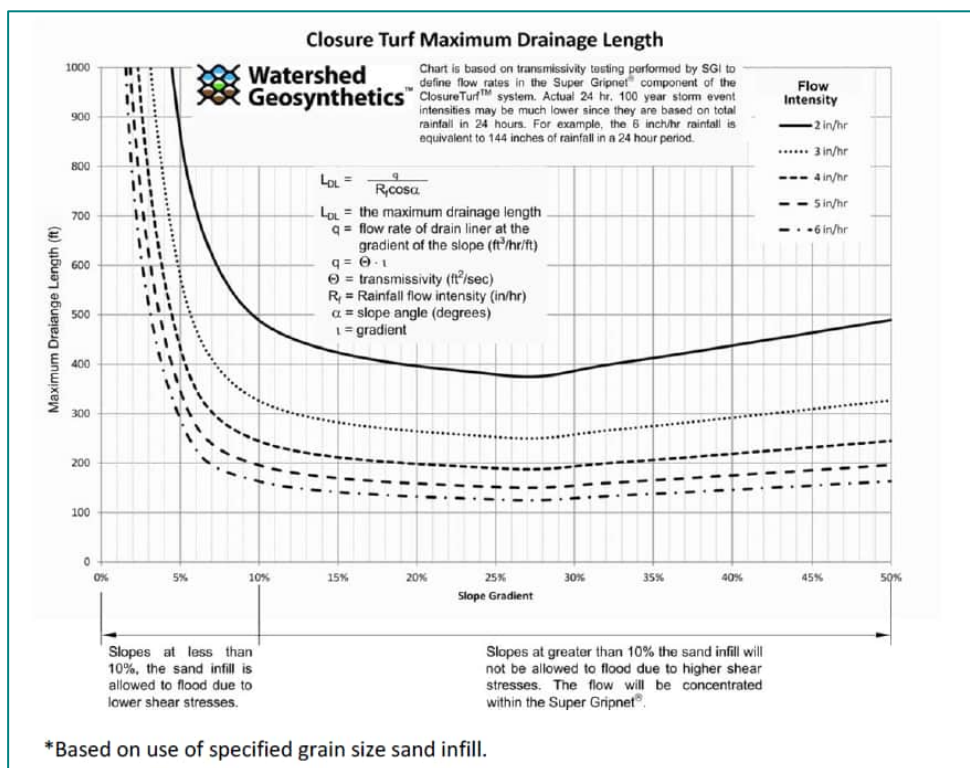 Closure Turf Maximum Drainage Length
Watershed
Geosynthetics™
Chart is based on transmissivity testing performed by SGI to
define flow rates in the Super Gripnet® component of the
ClosureTurf™ system. Actual 24 hr. 100 year storm event
intensities may be much lower since they are based on total
rainfall in 24 hours. For example, the 6 inch/hr rainfall is
equivalent to 144 inches of rainfall in a 24 hour period.
Flow
Intensity
2 in/hr
3 in/hr
4 in/hr
5 in/hr
6 in/hr
L_DL = q / R_f cosα
L_DL = the maximum drainage length
q = flow rate of drain liner at the
gradient of the slope (ft³/hr/ft)
q = Θ · ι
Θ = transmissivity (ft²/sec)
R_f = Rainfall flow intensity (in/hr)
α = slope angle (degrees)
ι = gradient
Maximum Draiange Length (ft)
1000
900
800
700
600
500
400
300
200
100
0
0% 5% 10% 15% 20% 25% 30% 35% 40% 45% 50%
Slope Gradient
Slopes at less than
10%, the sand infill is
allowed to flood due to
lower shear stresses.
Slopes at greater than 10% the sand infill will
not be allowed to flood due to higher shear
stresses. The flow will be concentrated
within the Super Gripnet®.
*Based on use of specified grain size sand infill.